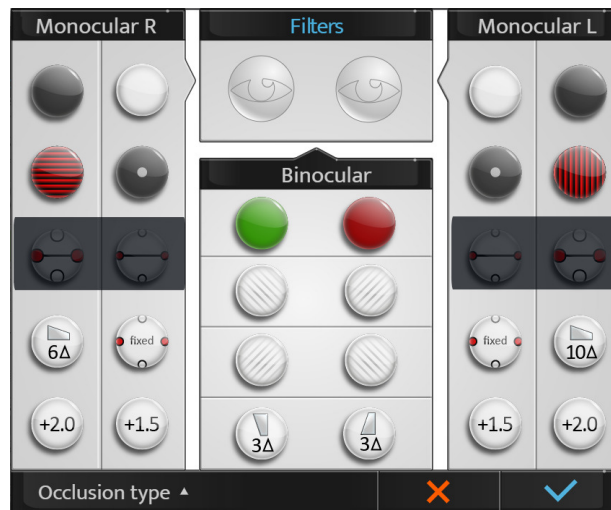 Monocular R
Filters
Monocular L
Binocular
6Δ
fixed
fixed
10Δ
+2.0
+1.5
3Δ
3Δ
+1.5
+2.0
Occlusion type